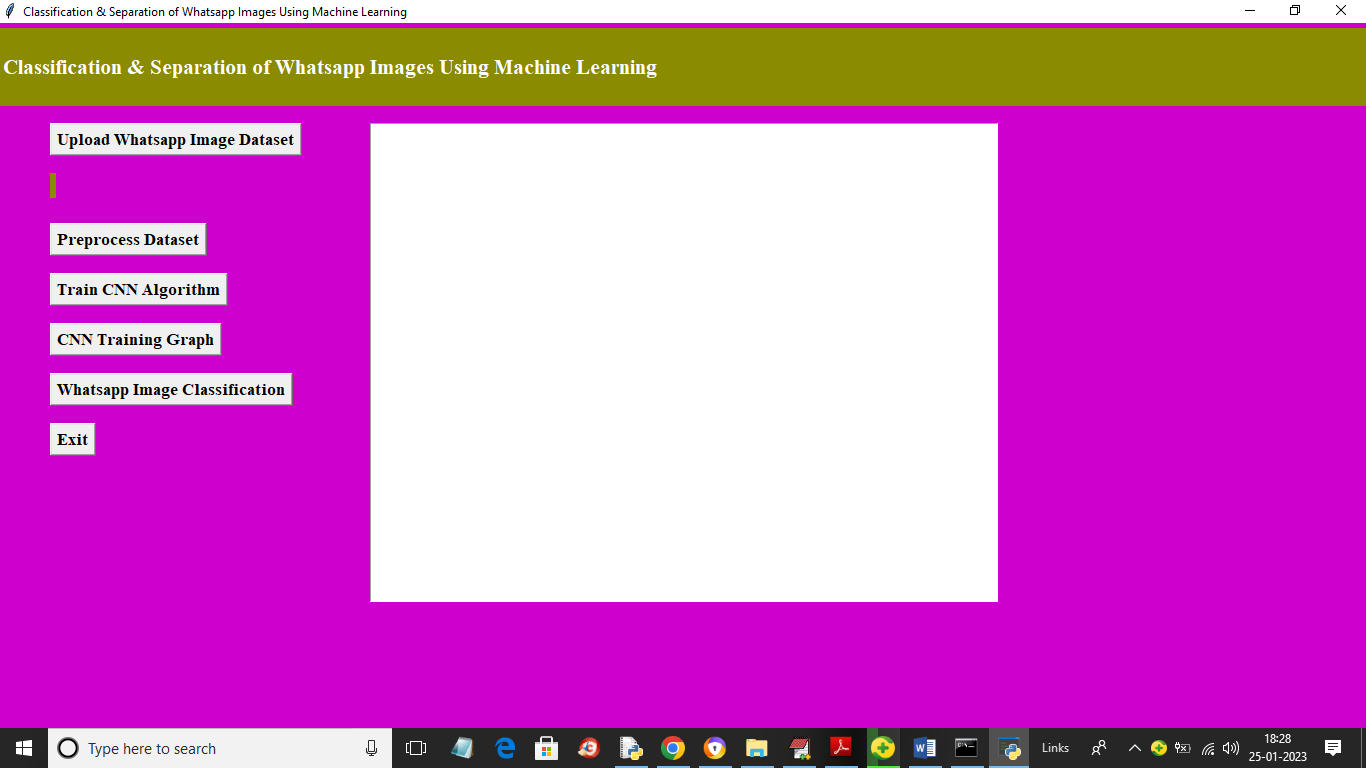 Classification & Separation of Whatsapp Images Using Machine Learning
Classification & Separation of Whatsapp Images Using Machine Learning
Upload Whatsapp Image Dataset
Preprocess Dataset
Train CNN Algorithm
CNN Training Graph
Whatsapp Image Classification
Exit
Type here to search
Links
18:28
25-01-2023